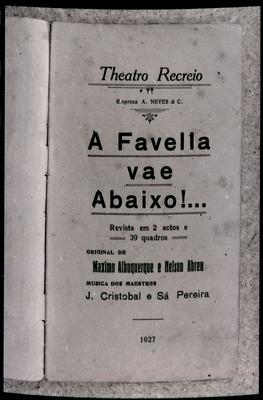 Theatro Recreio
Empreza A. NEVES & C.
A Favella
vae
Abaixo!...
Revista em 2 actos e
39 quadros
ORIGINAL DE
Maximo Albuquerque e Nelson Abreu
MUSICA DOS MAESTROS
J. Cristobal e Sá Pereira
1927